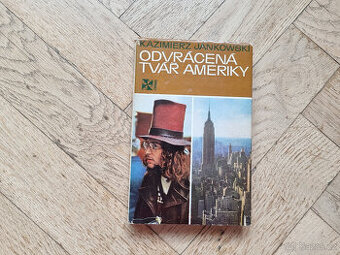 KAZIMIERZ JANKOWSKI
ODVRÁCENÁ
TVÁŘ AMERIKY